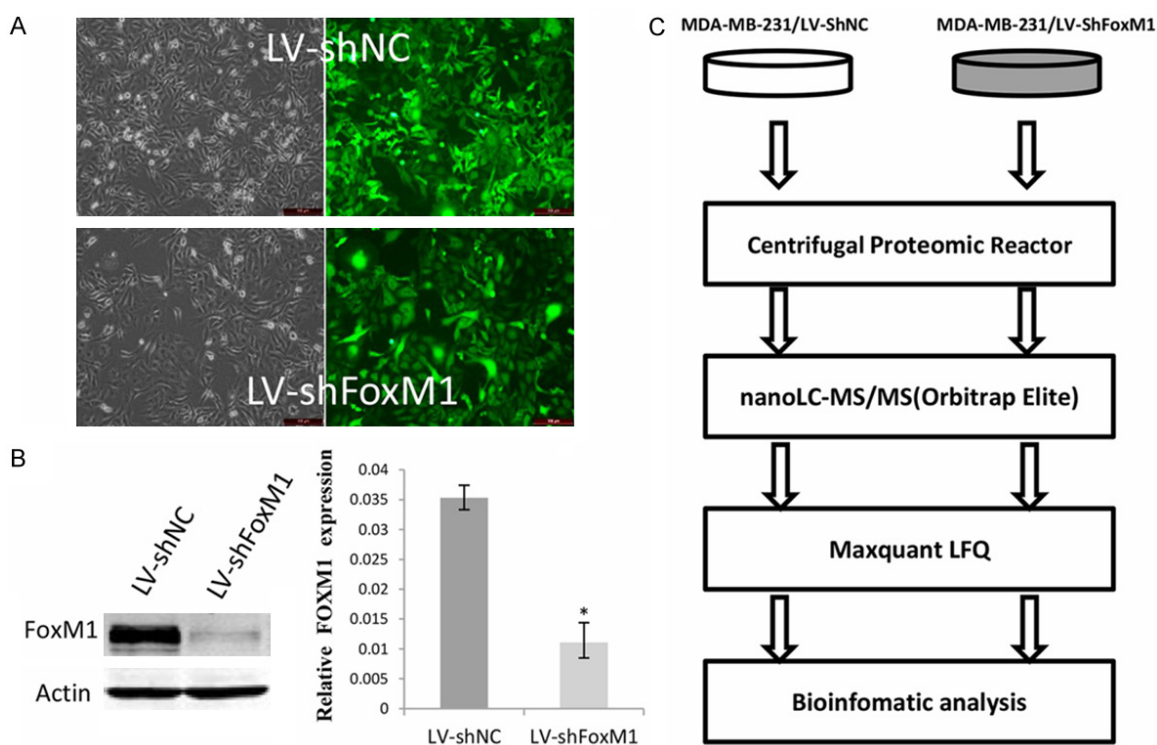 A
LV-shNC
LV-shFoxM1
B
LV-shNC
LV-shFoxM1
FoxM1
Actin
Relative FOXM1 expression
0.04
0.035
0.03
0.025
0.02
0.015
0.01
0.005
0
*
LV-shNC
LV-shFoxM1
C
MDA-MB-231/LV-ShNC
MDA-MB-231/LV-ShFoxM1
Centrifugal Proteomic Reactor
nanoLC-MS/MS(Orbitrap Elite)
Maxquant LFQ
Bioinfomatic analysis